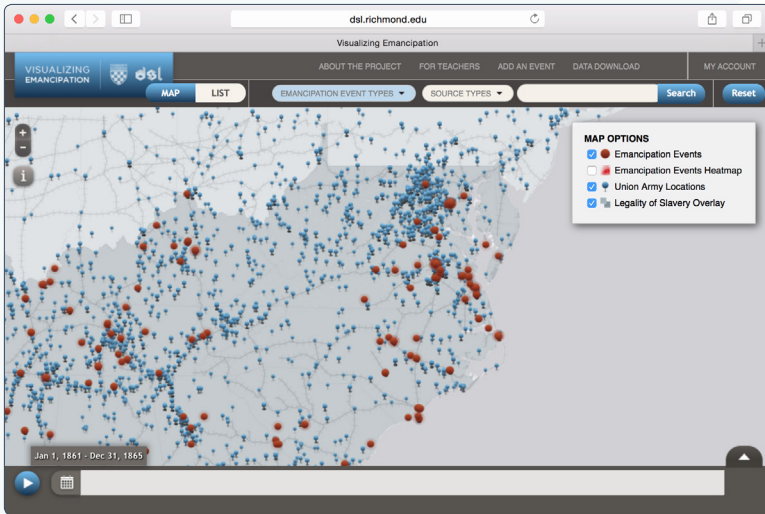 dsl.richmond.edu
Visualizing Emancipation
VISUALIZING
EMANCIPATION
dsl
ABOUT THE PROJECT FOR TEACHERS ADD AN EVENT DATA DOWNLOAD MY ACCOUNT
MAP LIST EMANCIPATION EVENT TYPES SOURCE TYPES Search Reset
MAP OPTIONS
Emancipation Events
Emancipation Events Heatmap
Union Army Locations
Legality of Slavery Overlay
Jan 1, 1861 - Dec 31, 1865